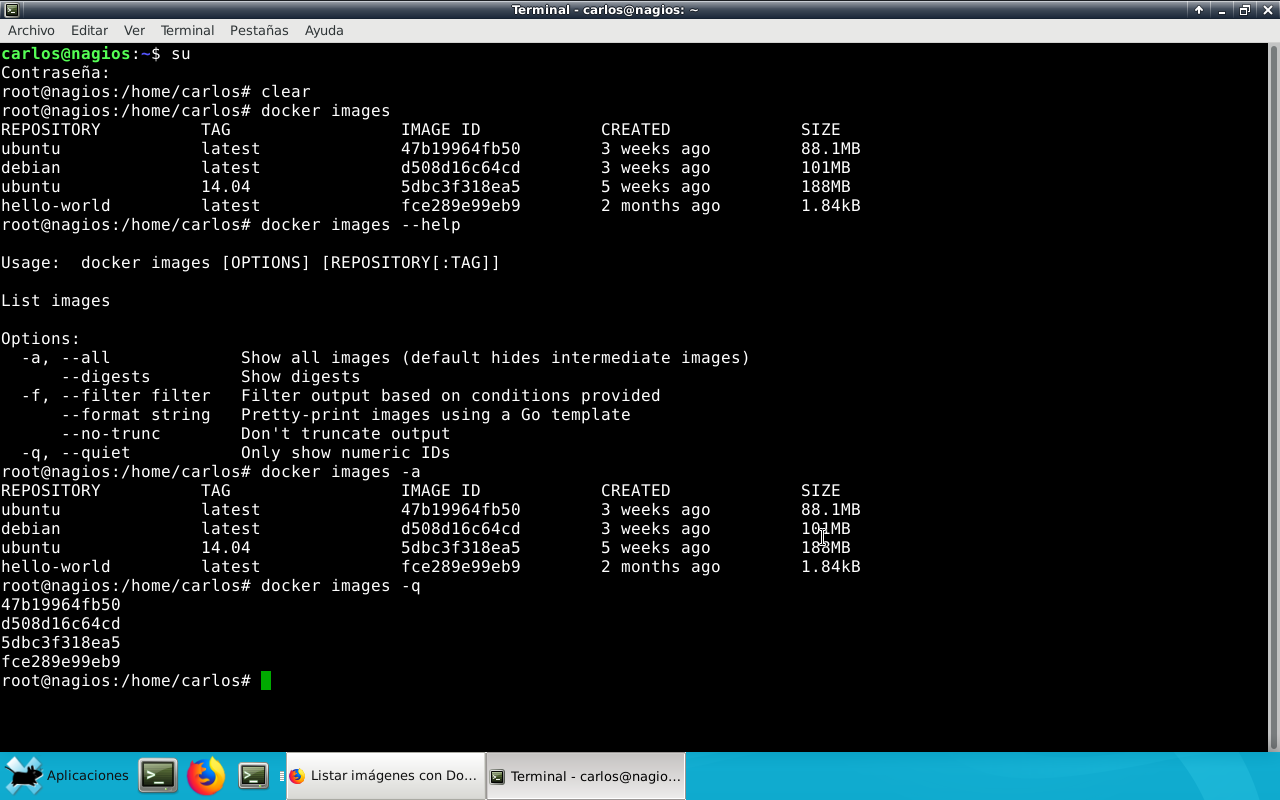 Terminal - carlos@nagios: ~
Archivo Editar Ver Terminal Pestañas Ayuda
carlos@nagios:~$ su
Contraseña:
root@nagios:/home/carlos# clear
root@nagios:/home/carlos# docker images
REPOSITORY          TAG                 IMAGE ID            CREATED             SIZE
ubuntu              latest              47b19964fb50        3 weeks ago         88.1MB
debian              latest              d508d16c64cd        3 weeks ago         101MB
ubuntu              14.04               5dbc3f318ea5        5 weeks ago         188MB
hello-world         latest              fce289e99eb9        2 months ago        1.84kB
root@nagios:/home/carlos# docker images --help
Usage:  docker images [OPTIONS] [REPOSITORY[:TAG]]
List images
Options:
  -a, --all             Show all images (default hides intermediate images)
      --digests         Show digests
  -f, --filter filter   Filter output based on conditions provided
      --format string   Pretty-print images using a Go template
      --no-trunc        Don't truncate output
  -q, --quiet           Only show numeric IDs
root@nagios:/home/carlos# docker images -a
REPOSITORY          TAG                 IMAGE ID            CREATED             SIZE
ubuntu              latest              47b19964fb50        3 weeks ago         88.1MB
debian              latest              d508d16c64cd        3 weeks ago         101MB
ubuntu              14.04               5dbc3f318ea5        5 weeks ago         188MB
hello-world         latest              fce289e99eb9        2 months ago        1.84kB
root@nagios:/home/carlos# docker images -q
47b19964fb50
d508d16c64cd
5dbc3f318ea5
fce289e99eb9
root@nagios:/home/carlos#
Aplicaciones Listar imágenes con Do... Terminal - carlos@nagio...